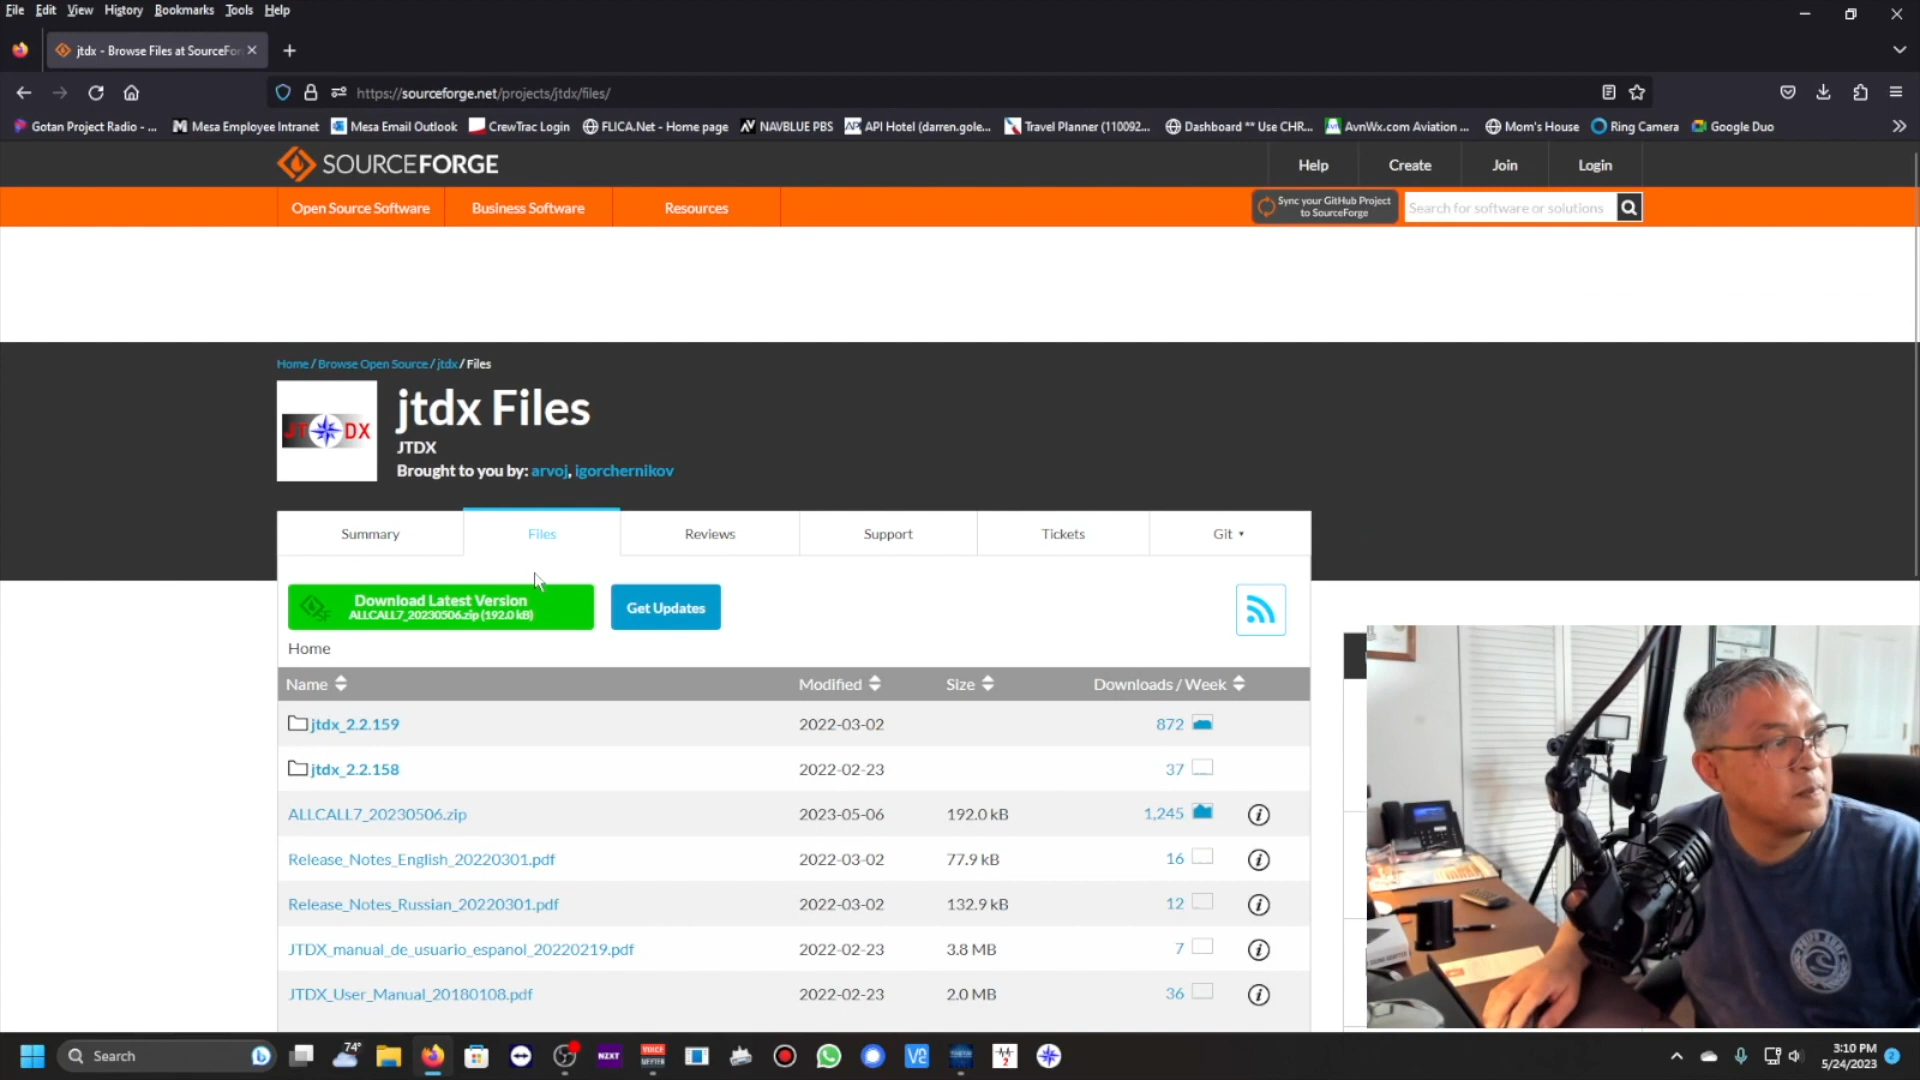 File Edit View History Bookmarks Tools Help
jtdx - Browse Files at SourceFor
https://sourceforge.net/projects/jtdx/files/
Gotan Project Radio - ... Mesa Employee Intranet Mesa Email Outlook CrewTrac Login FLICA.Net - Home page NAVBLUE PBS API Hotel (darren.gole... Travel Planner (110092... Dashboard ** Use CHR... AvnWx.com Aviation ... Mom's House Ring Camera Google Duo
SOURCEFORGE
Help Create Join Login
Open Source Software Business Software Resources
Sync your GitHub Project
to SourceForge
Search for software or solutions
Home / Browse Open Source / jtdx / Files
JT DX
jtdx Files
JTDX
Brought to you by: arvoj, igorchernikov
Summary Files Reviews Support Tickets Git
Download Latest Version
ALLCALL7_20230506.zip (192.0 kB)
Get Updates
Home
Name Modified Size Downloads / Week
jtdx_2.2.159 2022-03-02 872
jtdx_2.2.158 2022-02-23 37
ALLCALL7_20230506.zip 2023-05-06 192.0 kB 1,245
Release_Notes_English_20220301.pdf 2022-03-02 77.9 kB 16
Release_Notes_Russian_20220301.pdf 2022-03-02 132.9 kB 12
JTDX_manual_de_usuario_espanol_20220219.pdf 2022-02-23 3.8 MB 7
JTDX_User_Manual_20180108.pdf 2022-02-23 2.0 MB 36
Search
74°
NZXT
VOICE
MEETER
3:10 PM
5/24/2023
2